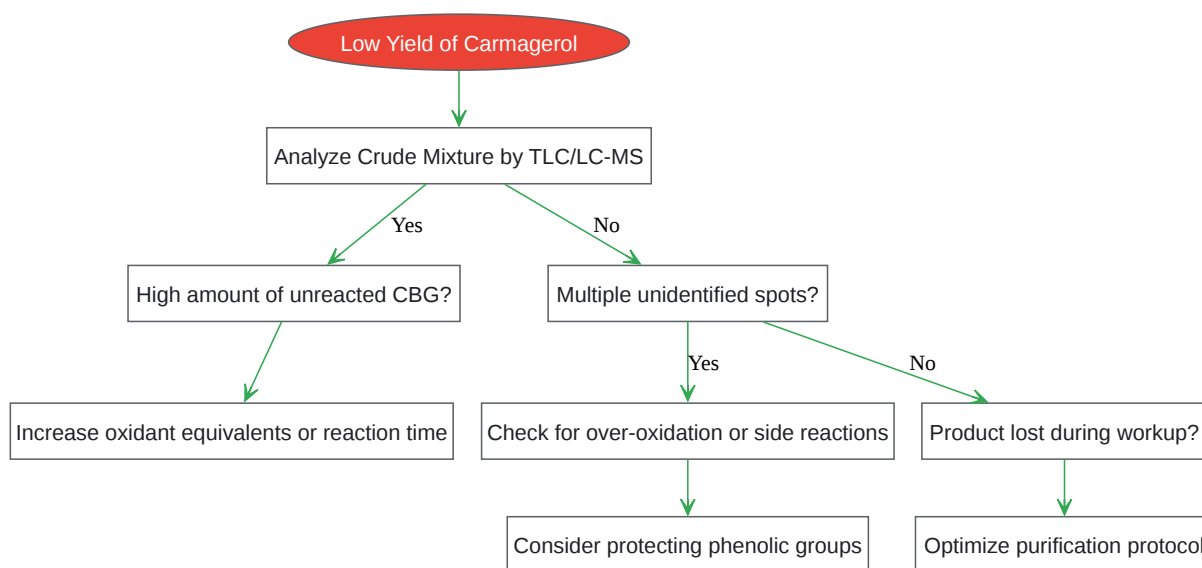 Low Yield of Carmagerol
Analyze Crude Mixture by TLC/LC-MS
Yes
No
High amount of unreacted CBG?
Multiple unidentified spots?
Yes
No
Increase oxidant equivalents or reaction time
Check for over-oxidation or side reactions
Product lost during workup?
Consider protecting phenolic groups
Optimize purification protocol